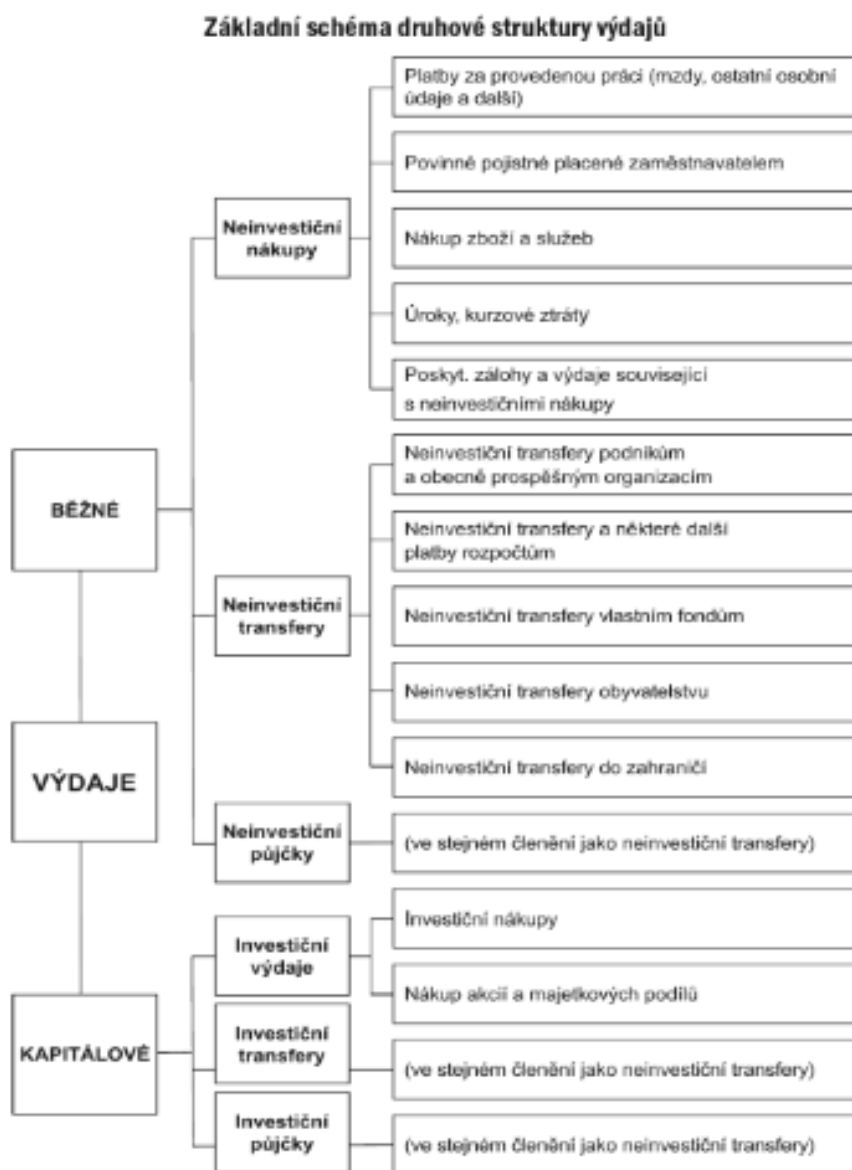 Základní schéma druhové struktury výdajů
Platby za provedenou práci (mzdy, ostatní osobní
údaje a další)
Povinné pojistné placené zaměstnavatelem
Neinvestiční
nákupy
Nákup zboží a služeb
Úroky, kurzové ztráty
Poskyt. zálohy a výdaje související
s neinvestičními nákupy
BĚŽNÉ
Neinvestiční transfery podnikům
a obecně prospěšným organizacím
Neinvestiční transfery a některé další
platby rozpočtům
Neinvestiční
transfery
Neinvestiční transfery vlastním fondům
Neinvestiční transfery obyvatelstvu
VÝDAJE
Neinvestiční transfery do zahraničí
Neinvestiční
půjčky
(ve stejném členění jako neinvestiční transfery)
Investiční nákupy
Investiční
výdaje
Nákup akcií a majetkových podílů
KAPITÁLOVÉ
Investiční
transfery
(ve stejném členění jako neinvestiční transfery)
Investiční
půjčky
(ve stejném členění jako neinvestiční transfery)